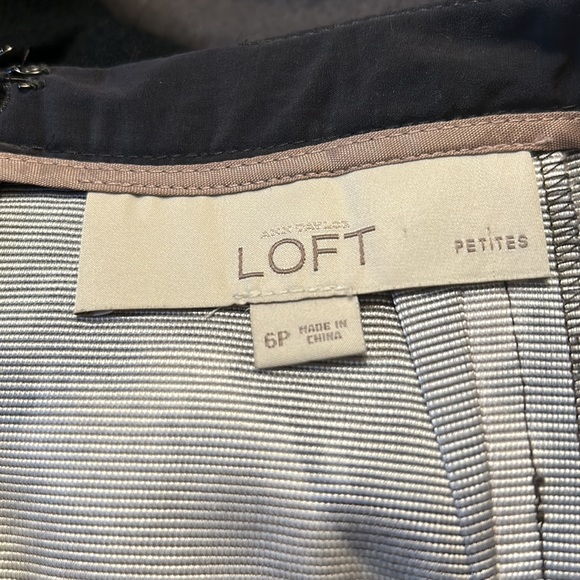 ANN TAYLOR
LOFT
PETITES
6P MADE IN
CHINA